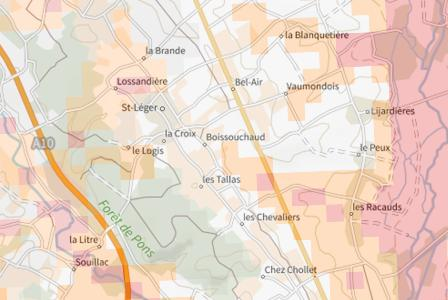 la Blanquetière
la Brande
Lossandière
Bel-Air
Vaumondois
St-Léger
Lijardières
la Croix
Boissouchaud
A10
le Logis
le Peux
les Tallas
Forêt de Pons
les Racauds
les Chevaliers
la Litre
Souillac
Chez Chollet